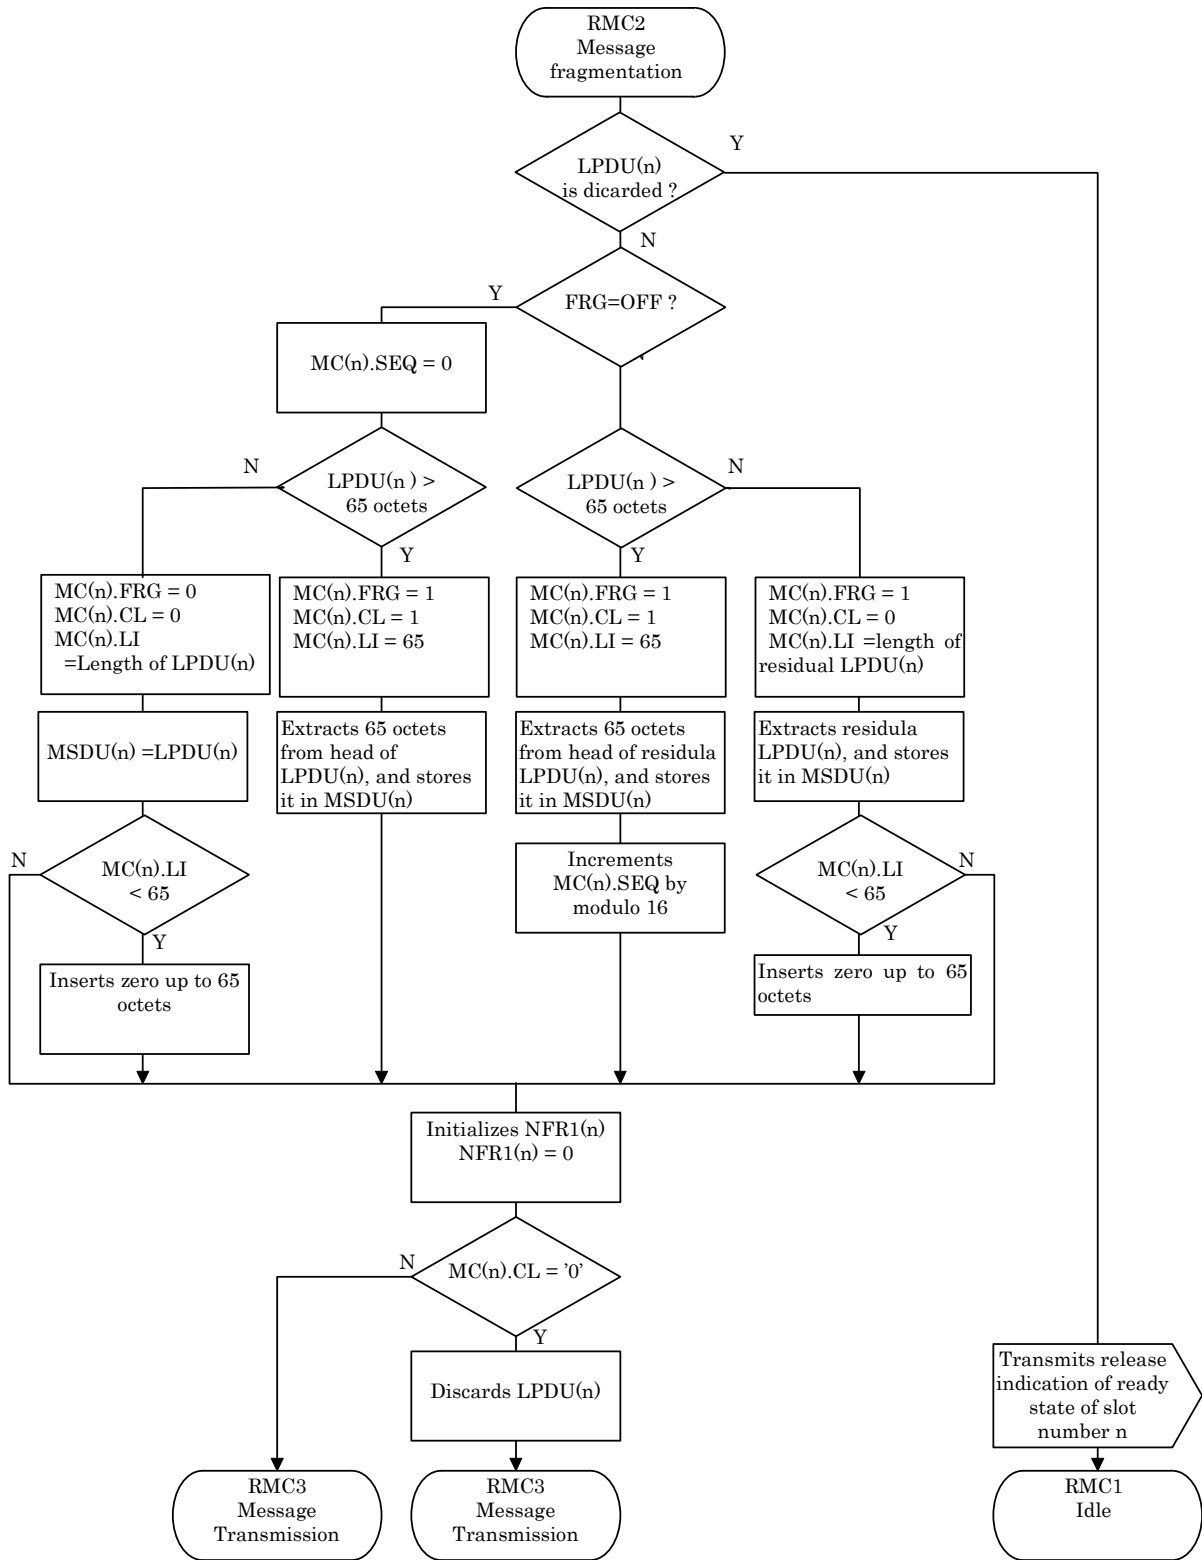 RMC2
Message
fragmentation
Y
LPDU(n)
is dicarded ?
N
Y
FRG=OFF ?
MC(n).SEQ = 0
N
LPDU(n ) >
65 octets
Y
LPDU(n ) >
65 octets
N
Y
MC(n).FRG = 0
MC(n).CL = 0
MC(n).LI
=Length of LPDU(n)
MC(n).FRG = 1
MC(n).CL = 1
MC(n).LI = 65
MC(n).FRG = 1
MC(n).CL = 1
MC(n).LI = 65
MC(n).FRG = 1
MC(n).CL = 0
MC(n).LI =length of
residual LPDU(n)
MSDU(n) =LPDU(n)
Extracts 65 octets
from head of
LPDU(n), and stores
it in MSDU(n)
Extracts 65 octets
from head of residula
LPDU(n), and stores
it in MSDU(n)
Extracts residula
LPDU(n), and stores
it in MSDU(n)
N
MC(n).LI
< 65
Y
Increments
MC(n).SEQ by
modulo 16
MC(n).LI
< 65
N
Y
Inserts zero up to 65
octets
Inserts zero up to 65
octets
Initializes NFR1(n)
NFR1(n) = 0
N
MC(n).CL = '0'
Y
Discards LPDU(n)
Transmits release
indication of ready
state of slot
number n
RMC3
Message
Transmission
RMC3
Message
Transmission
RMC1
Idle